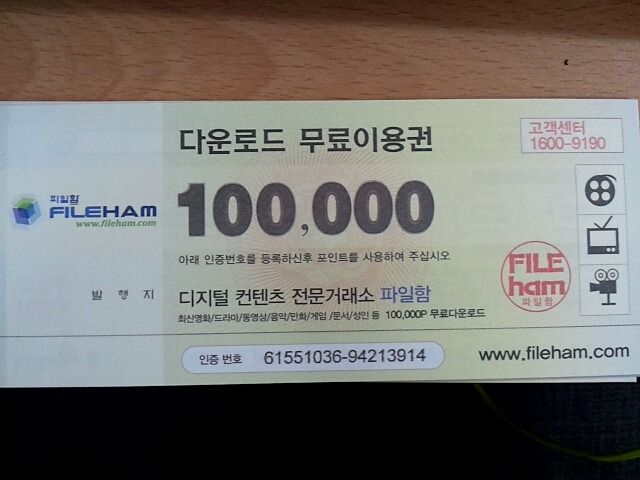 다운로드 무료이용권
고객센터
1600-9190
파일함
FILEHAM
www.fileham.com
100,000
아래 인증번호를 등록하신후 포인트를 사용하여 주십시오
발 행 지
디지털 컨텐츠 전문거래소 파일함
최신영화/드라마/동영상/음악/만화/게임 /문서/성인 등 100,000P 무료다운로드
FILE
ham
파일함
인증 번호 61551036-94213914
www.fileham.com